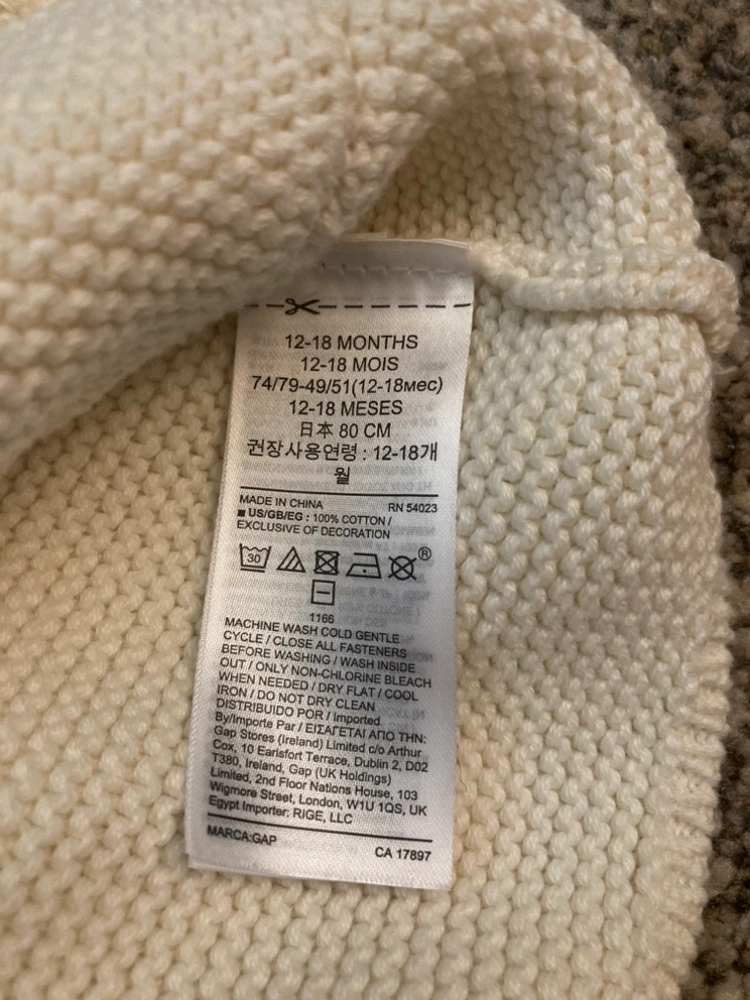 12-18 MONTHS
12-18 MOIS
74/79-49/51(12-18мес)
12-18 MESES
日本 80 CM
권장사용연령 : 12-18개
월
MADE IN CHINA RN 54023
■ US/GB/EG : 100% COTTON /
EXCLUSIVE OF DECORATION
30
®
1166
MACHINE WASH COLD GENTLE
CYCLE / CLOSE ALL FASTENERS
BEFORE WASHING / WASH INSIDE
OUT / ONLY NON-CHLORINE BLEACH
WHEN NEEDED / DRY FLAT / COOL
IRON / DO NOT DRY CLEAN
DISTRIBUIDO POR / Imported
By/Importe Par / ΕΙΣΑΓΕΤΑΙ ΑΠΟ ΤΗΝ:
Gap Stores (Ireland) Limited c/o Arthur
Cox, 10 Earlsfort Terrace, Dublin 2, D02
T380, Ireland, Gap (UK Holdings)
Limited, 2nd Floor Nations House, 103
Wigmore Street, London, W1U 1QS, UK
Egypt Importer: RIGE, LLC
MARCA:GAP CA 17897